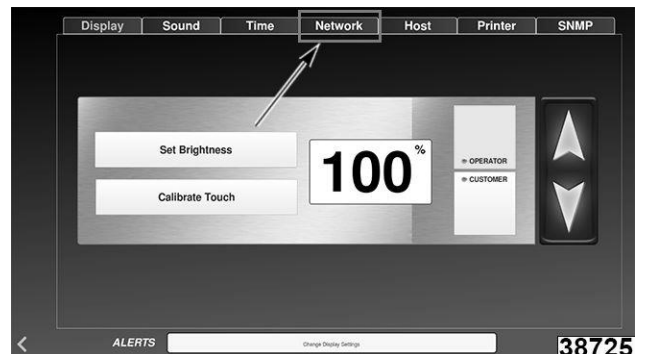 Display Sound Time Network Host Printer SNMP
Set Brightness
100%
OPERATOR
Calibrate Touch
CUSTOMER
ALERTS Change Display Settings
38725